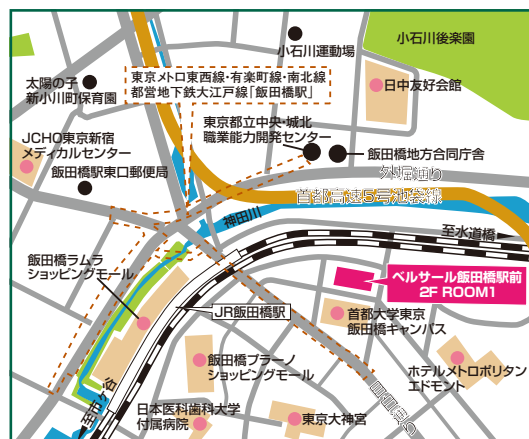 小石川運動場
小石川後楽園
太陽の子
新小川町保育園
東京メトロ東西線・有楽町線・南北線
都営地下鉄大江戸線「飯田橋駅」
日中友好会館
東京都立中央・城北
職業能力開発センター
JCHO東京新宿
メディカルセンター
飯田橋駅東口郵便局
飯田橋地方合同庁舎
外堀通り
首都高速5号池袋線
神田川
至水道橋
飯田橋ラムラ
ショッピングモール
ベルサール飯田橋駅前
2F ROOM1
JR飯田橋駅
首都大学東京
飯田橋キャンパス
飯田橋プラーノ
ショッピングモール
ホテルメトロポリタン
エドモント
目白通り
至市ヶ谷
日本医科歯科大学
付属病院
東京大神宮